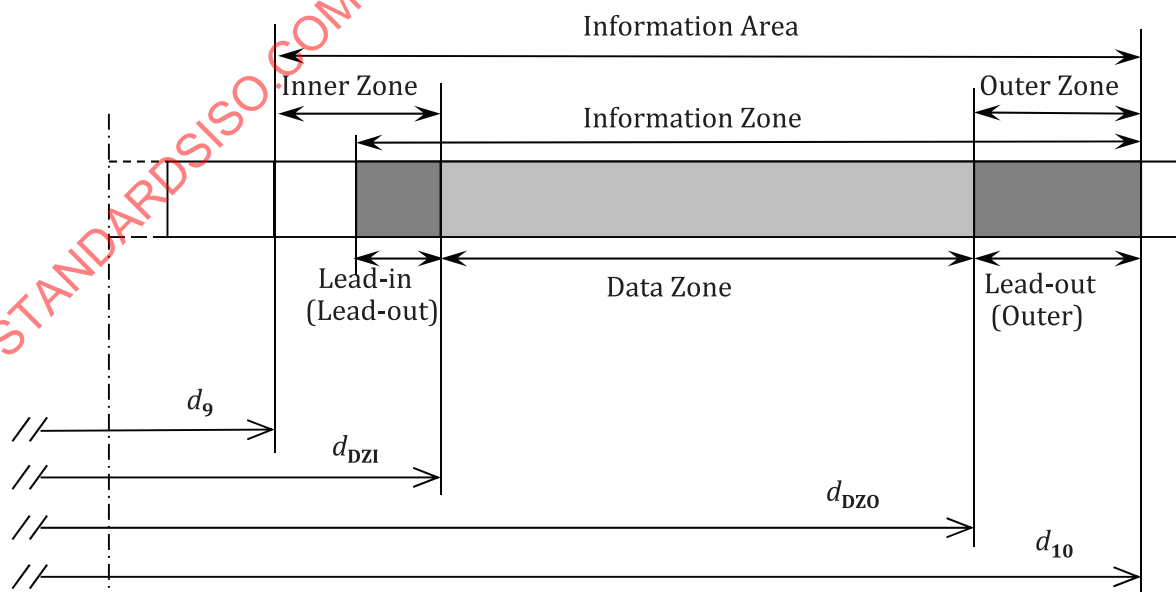 Information Area
Inner Zone
Outer Zone
Information Zone
Lead-in
(Lead-out)
Data Zone
Lead-out
(Outer)
d9
dDZI
dDZO
d10
STANDARDSISO.COM